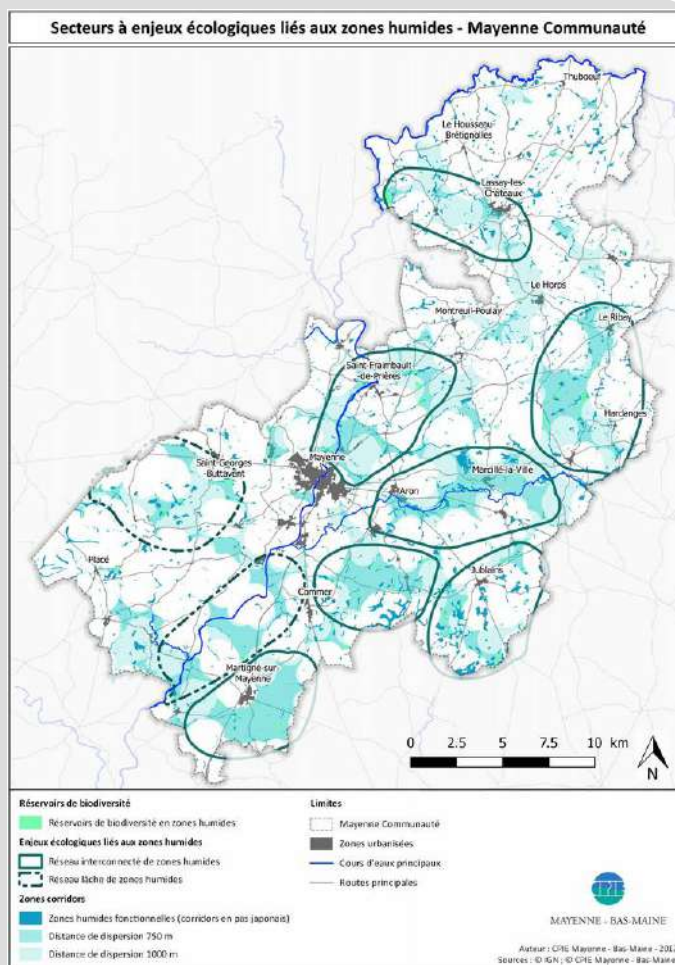 Secteurs à enjeux écologiques liés aux zones humides - Mayenne Communauté
Thuboeuf
Le Housseau-
Brétignolles
Lassay-les-
Châteaux
Le Horps
Montreuil-Poulay
Le Ribay
Saint-Fraimbault
-de-Prières
Hardanges
Mayenne
Saint-Georges-
Buttavent
Marcillé-la-Ville
Aron
Placé
Jublains
Commer
Martigné-sur-
Mayenne
0 2.5 5 7.5 10 km
N
Réservoirs de biodiversité
Réservoirs de biodiversité en zones humides
Enjeux écologiques liés aux zones humides
Réseau interconnecté de zones humides
Réseau lâche de zones humides
Zones corridors
Zones humides fonctionnelles (corridors en pas japonais)
Distance de dispersion 750 m
Distance de dispersion 1000 m
Limites
Mayenne Communauté
Zones urbanisées
Cours d'eaux principaux
Routes principales
CPIE
MAYENNE - BAS-MAINE
Auteur : CPIE Mayenne - Bas-Maine - 2017
Sources : © IGN ; © CPIE Mayenne - Bas-Maine